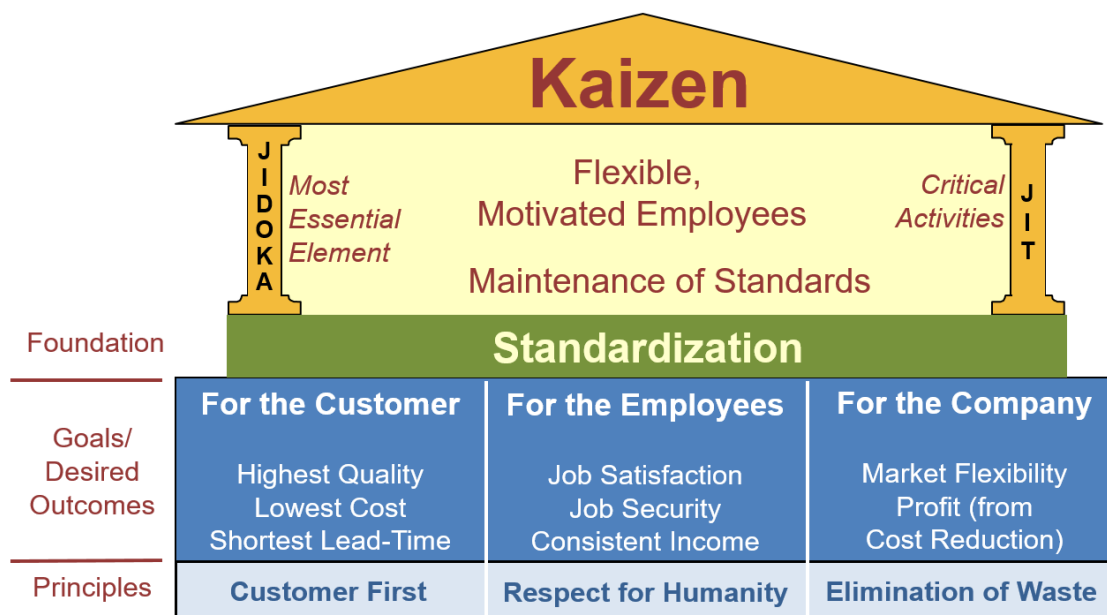 Kaizen
JIDOKA
Most
Essential
Element
Flexible,
Motivated Employees
Maintenance of Standards
Critical
Activities
JIT
Foundation
Standardization
Goals/
Desired
Outcomes
For the Customer
Highest Quality
Lowest Cost
Shortest Lead-Time
For the Employees
Job Satisfaction
Job Security
Consistent Income
For the Company
Market Flexibility
Profit (from
Cost Reduction)
Principles
Customer First
Respect for Humanity
Elimination of Waste